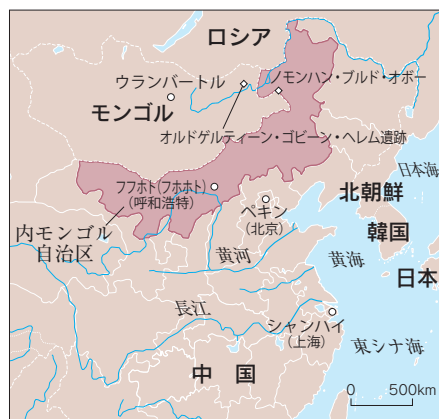 ロシア
ウランバートル
ノモンハン・ブルド・オボー
モンゴル
オルドゲルティーン・ゴビーン・ヘレム遺跡
日本海
フフホト(フホホト)
(呼和浩特)
北朝鮮
ペキン
(北京)
内モンゴル
自治区
韓国
黄河
黄海
日本
長江
シャンハイ
(上海)
東シナ海
中国
0 500km